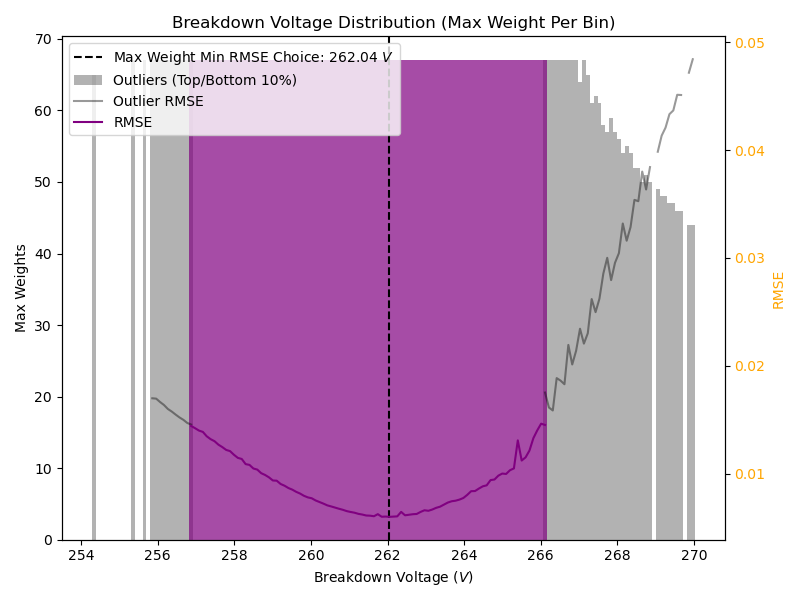 Breakdown Voltage Distribution (Max Weight Per Bin)
Max Weight Min RMSE Choice: 262.04 V
Outliers (Top/Bottom 10%)
Outlier RMSE
RMSE
70
60
50
40
30
20
10
0
Max Weights
0.05
0.04
0.03
0.02
0.01
RMSE
254 256 258 260 262 264 266 268 270
Breakdown Voltage (V)